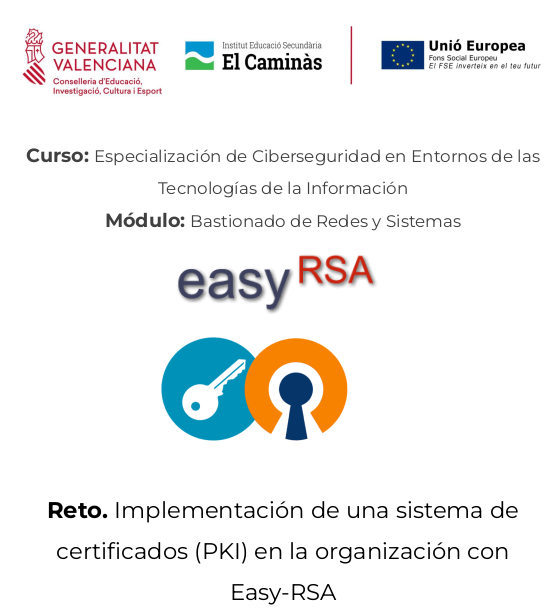 GENERALITAT
VALENCIANA
Conselleria d'Educació,
Investigació, Cultura i Esport
Institut Educació Secundària
El Caminàs
Unió Europea
Fons Social Europeu
El FSE inverteix en el teu futur
Curso: Especialización de Ciberseguridad en Entornos de las
Tecnologías de la Información
Módulo: Bastionado de Redes y Sistemas
easy RSA
Reto. Implementación de una sistema de
certificados (PKI) en la organización con
Easy-RSA